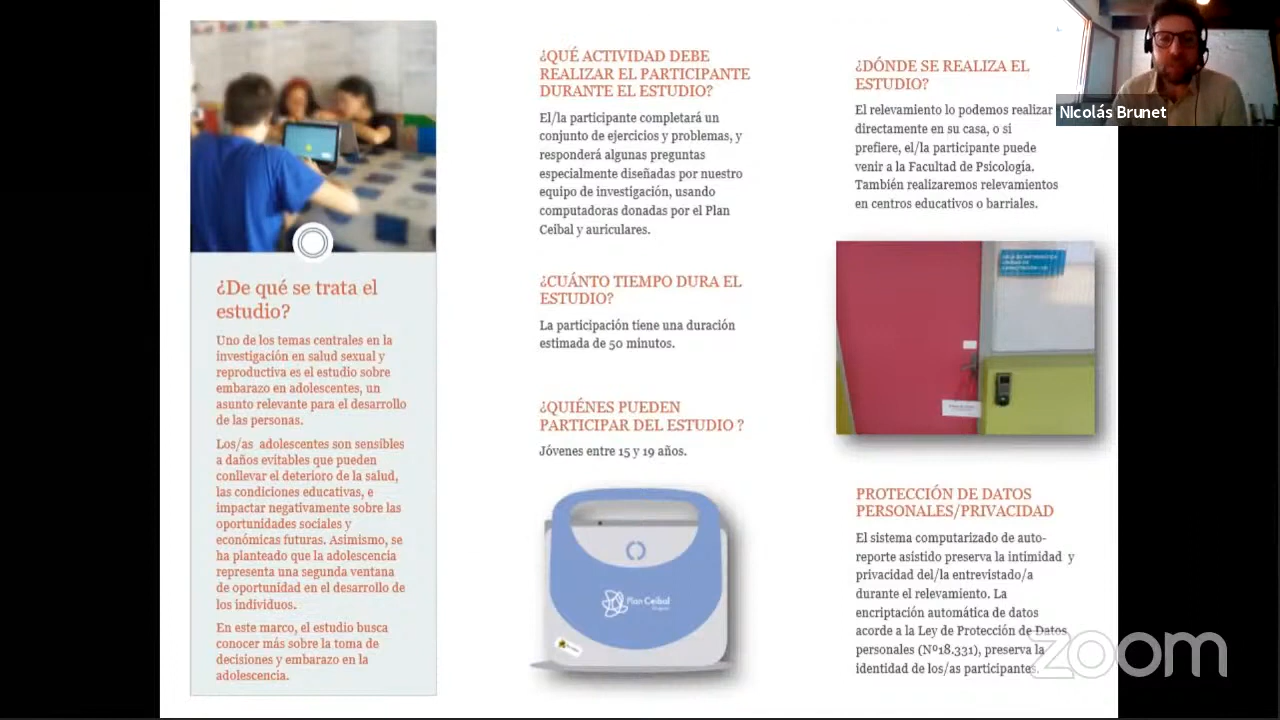 ¿De qué se trata el
estudio?
Uno de los temas centrales en la
investigación en salud sexual y
reproductiva es el estudio sobre
embarazo en adolescentes, un
asunto relevante para el desarrollo
de las personas.
Los/as adolescentes son sensibles
a daños evitables que pueden
conllevar el deterioro de la salud,
las condiciones educativas, e
impactar negativamente sobre las
oportunidades sociales y
económicas futuras. Asimismo, se
ha planteado que la adolescencia
representa una segunda ventana
de oportunidad en el desarrollo de
los individuos.
En este marco, el estudio busca
conocer más sobre la toma de
decisiones y embarazo en la
adolescencia.
¿QUÉ ACTIVIDAD DEBE
REALIZAR EL PARTICIPANTE
DURANTE EL ESTUDIO?
El/la participante completará un
conjunto de ejercicios y problemas, y
responderá algunas preguntas
especialmente diseñadas por nuestro
equipo de investigación, usando
computadoras donadas por el Plan
Ceibal y auriculares.
¿CUÁNTO TIEMPO DURA EL
ESTUDIO?
La participación tiene una duración
estimada de 50 minutos.
¿QUIÉNES PUEDEN
PARTICIPAR DEL ESTUDIO ?
Jóvenes entre 15 y 19 años.
Plan Ceibal
¿DÓNDE SE REALIZA EL
ESTUDIO?
El relevamiento lo podemos realizar
directamente en su casa, o si
prefiere, el/la participante puede
venir a la Facultad de Psicología.
También realizaremos relevamientos
en centros educativos o barriales.
PROTECCIÓN DE DATOS
PERSONALES/PRIVACIDAD
El sistema computarizado de auto-
reporte asistido preserva la intimidad y
privacidad del/la entrevistado/a
durante el relevamiento. La
encriptación automática de datos
acorde a la Ley de Protección de Datos
personales (Nº18.331), preserva la
identidad de los/as participantes.
Nicolás Brunet
zoom